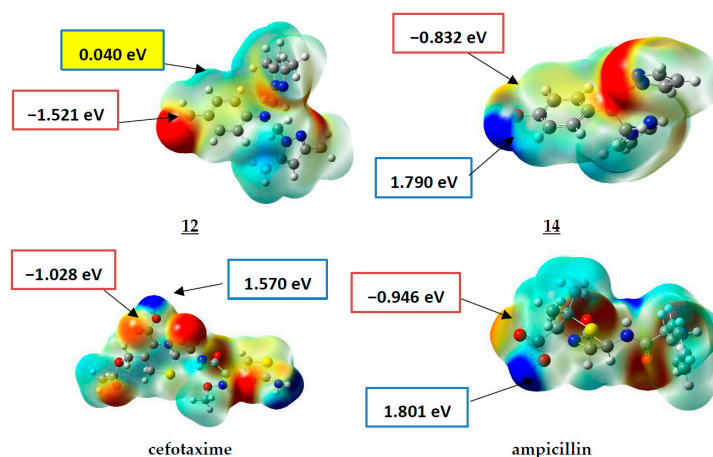 0.040 eV
−0.832 eV
−1.521 eV
1.790 eV
12
14
−1.028 eV
1.570 eV
−0.946 eV
1.801 eV
cefotaxime
ampicillin